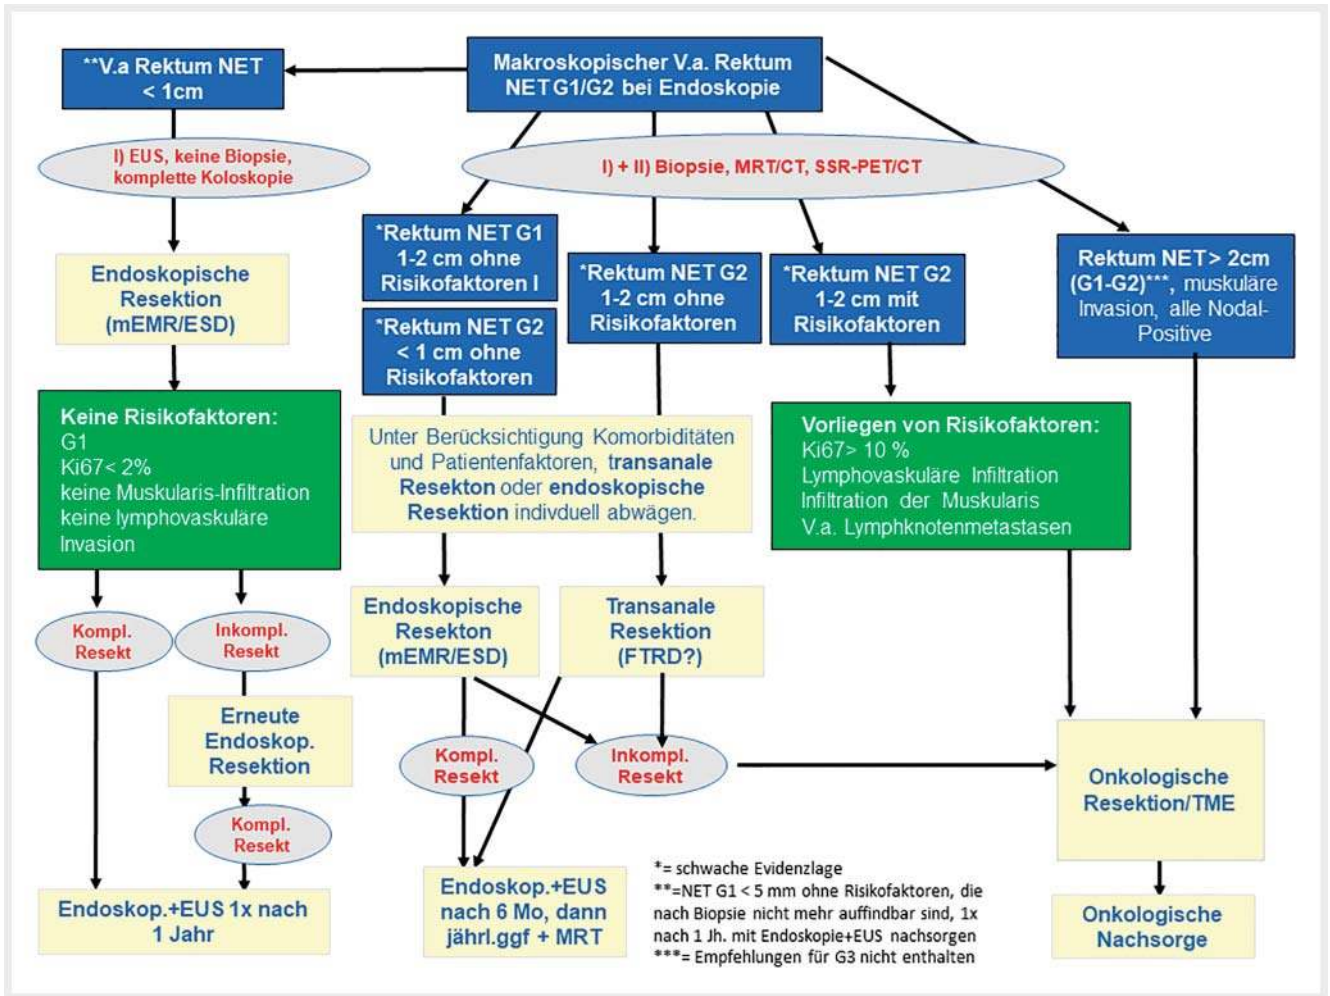 **V.a Rektum NET
< 1cm
Makroskopischer V.a. Rektum
NET G1/G2 bei Endoskopie
I) EUS, keine Biopsie,
komplette Koloskopie
I) + II) Biopsie, MRT/CT, SSR-PET/CT
Endoskopische
Resektion
(mEMR/ESD)
*Rektum NET G1
1-2 cm ohne
Risikofaktoren I
*Rektum NET G2
< 1 cm ohne
Risikofaktoren
*Rektum NET G2
1-2 cm ohne
Risikofaktoren
*Rektum NET G2
1-2 cm mit
Risikofaktoren
Rektum NET> 2cm
(G1-G2)***, muskuläre
Invasion, alle Nodal-
Positive
Keine Risikofaktoren:
G1
Ki67< 2%
keine Muskularis-Infiltration
keine lymphovaskuläre
Invasion
Unter Berücksichtigung Komorbiditäten
und Patientenfaktoren, transanale
Resekton oder endoskopische
Resektion indivduell abwägen.
Vorliegen von Risikofaktoren:
Ki67> 10 %
Lymphovaskuläre Infiltration
Infiltration der Muskularis
V.a. Lymphknotenmetastasen
Kompl.
Resekt
Inkompl.
Resekt
Endoskopische
Resekton
(mEMR/ESD)
Transanale
Resektion
(FTRD?)
Erneute
Endoskop.
Resektion
Kompl.
Resekt
Inkompl.
Resekt
Onkologische
Resektion/TME
Kompl.
Resekt
Endoskop.+EUS 1x nach
1 Jahr
Endoskop.+EUS
nach 6 Mo, dann
jährl.ggf + MRT
*= schwache Evidenzlage
**=NET G1 < 5 mm ohne Risikofaktoren, die
nach Biopsie nicht mehr auffindbar sind, 1x
nach 1 Jh. mit Endoskopie+EUS nachsorgen
***= Empfehlungen für G3 nicht enthalten
Onkologische
Nachsorge